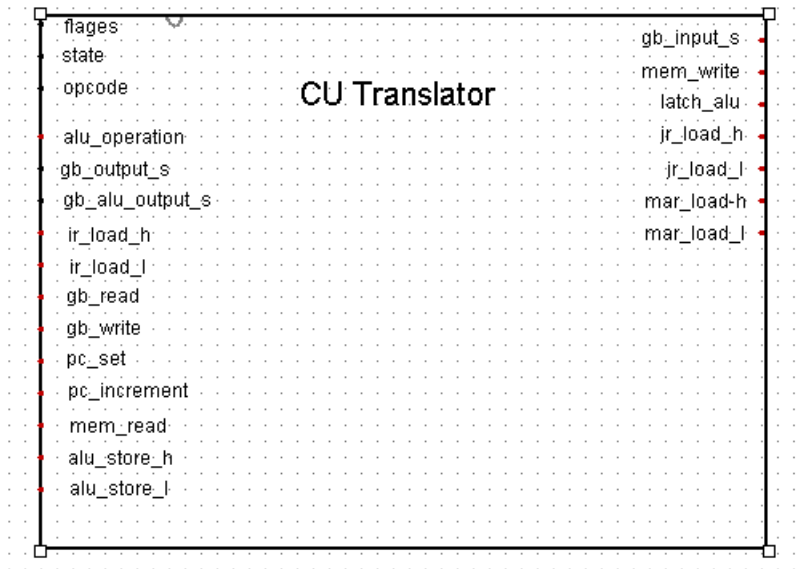 flages
state
opcode
CU Translator
alu_operation
gb_output_s
gb_alu_output_s
ir_load_h
ir_load_l
gb_read
gb_write
pc_set
pc_increment
mem_read
alu_store_h
alu_store_l
gb_input_s
mem_write
latch_alu
jr_load_h
jr_load_l
mar_load-h
mar_load_l